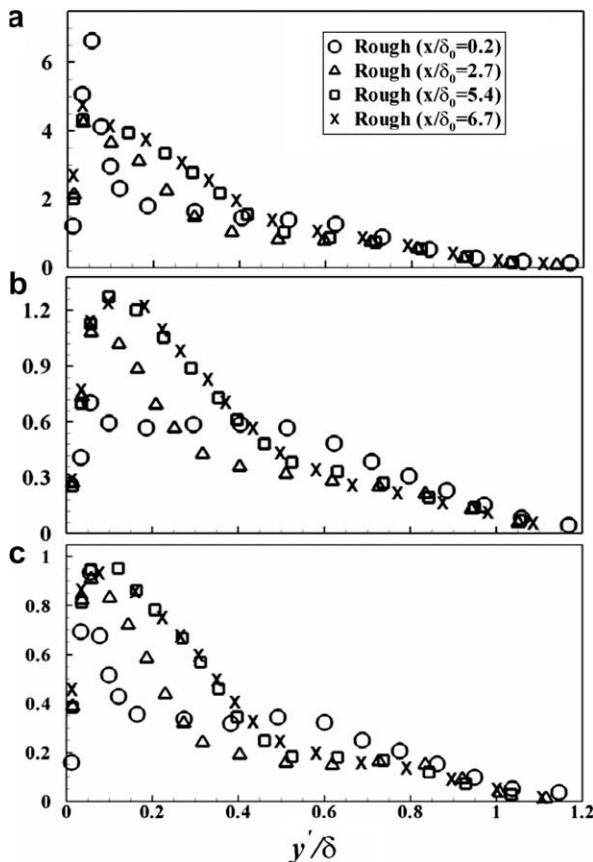 a
6
4
2
0
Rough (x/δ₀=0.2)
Rough (x/δ₀=2.7)
Rough (x/δ₀=5.4)
Rough (x/δ₀=6.7)
b
1.2
0.9
0.6
0.3
0
c
1
0.8
0.6
0.4
0.2
0
0 0.2 0.4 0.6 0.8 1 1.2
y'/δ